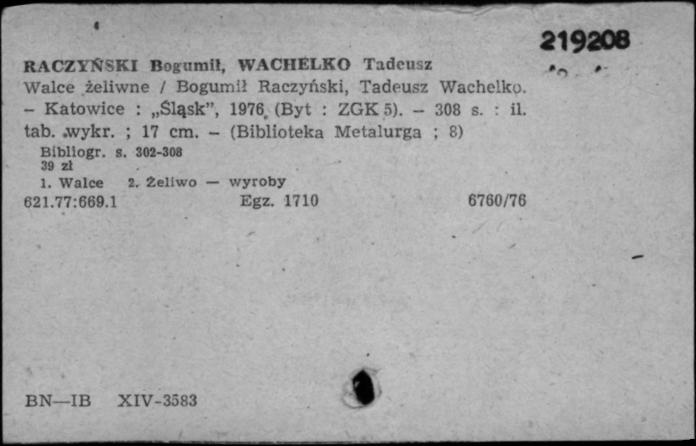 219208
RACZYŃSKI Bogumił, WACHELKO Tadeusz
Walce żeliwne / Bogumił Raczyński, Tadeusz Wachelko.
– Katowice : „Śląsk”, 1976 (Byt : ZGK 5). – 308 s. : il.
tab. wykr. ; 17 cm. – (Biblioteka Metalurga ; 8)
Bibliogr. s. 302-308
39 zł
1. Walce 2. Żeliwo — wyroby
621.77:669.1 Egz. 1710 6760/76
BN—IB XIV-3583